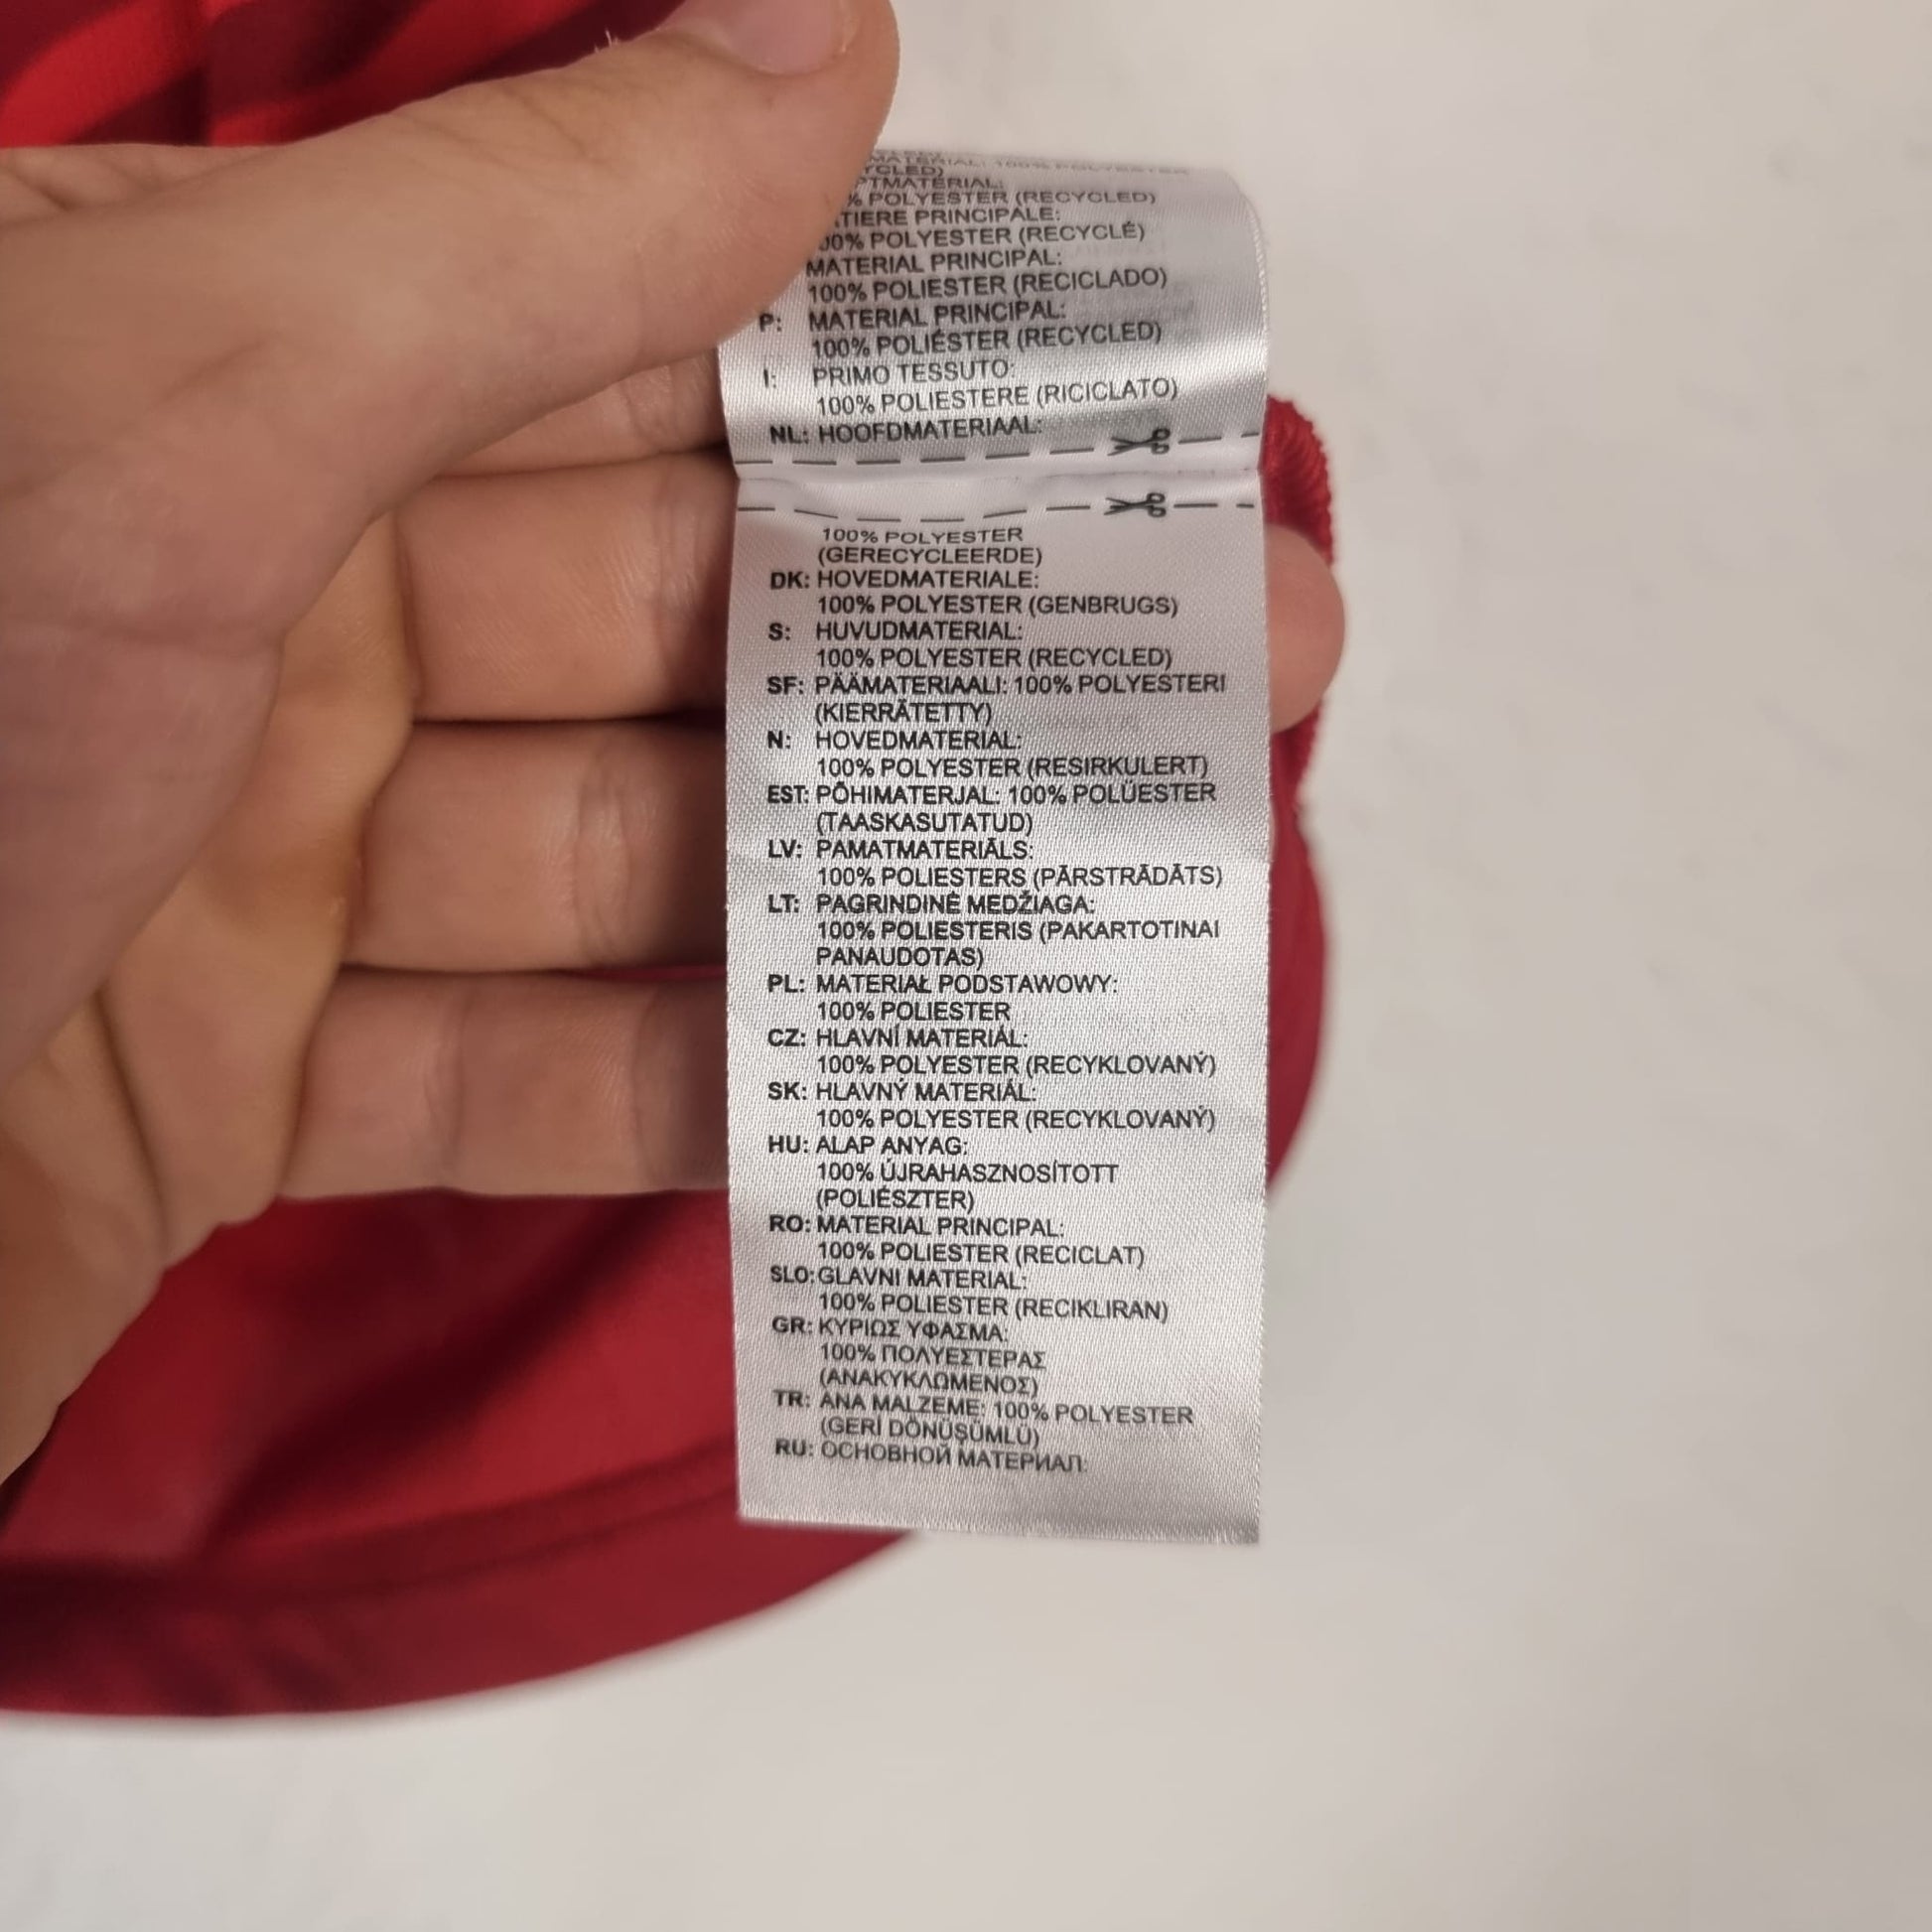 MATERIAL: 100% POLYESTER
POLYESTER (RECYCLED)
PRINCIPALE:
POLYESTER (RECYCLÉ)
MATERIAL PRINCIPAL:
100% POLIESTER (RECICLADO)
P: MATERIAL PRINCIPAL:
100% POLIÉSTER (RECYCLED)
I: PRIMO TESSUTO:
100% POLIESTERE (RICICLATO)
NL: HOOFDMATERIAAL:
100% POLYESTER
(GERECYCLEERDE)
DK: HOVEDMATERIALE:
100% POLYESTER (GENBRUGS)
S: HUVUDMATERIAL:
100% POLYESTER (RECYCLED)
SF: PÄÄMATERIAALI: 100% POLYESTERI
(KIERRÄTETTY)
N: HOVEDMATERIAL:
100% POLYESTER (RESIRKULERT)
EST: PÕHIMATERJAL: 100% POLÜESTER
(TAASKASUTATUD)
LV: PAMATMATERIĀLS:
100% POLIESTERS (PĀRSTRĀDĀTS)
LT: PAGRINDINĖ MEDŽIAGA:
100% POLIESTERIS (PAKARTOTINAI
PANAUDOTAS)
PL: MATERIAŁ PODSTAWOWY:
100% POLIESTER
CZ: HLAVNÍ MATERIÁL:
100% POLYESTER (RECYKLOVANÝ)
SK: HLAVNÝ MATERIÁL:
100% POLYESTER (RECYKLOVANÝ)
HU: ALAP ANYAG:
100% ÚJRAHASZNOSÍTOTT
(POLIÉSZTER)
RO: MATERIAL PRINCIPAL:
100% POLIESTER (RECICLAT)
SLO: GLAVNI MATERIAL:
100% POLIESTER (RECIKLIRAN)
GR: ΚΥΡΙΩΣ ΥΦΑΣΜΑ:
100% ΠΟΛΥΕΣΤΕΡΑΣ
(ΑΝΑΚΥΚΛΩΜΕΝΟΣ)
TR: ANA MALZEME: 100% POLYESTER
(GERİ DÖNÜŞÜMLÜ)
RU: ОСНОВНОЙ МАТЕРИАЛ: